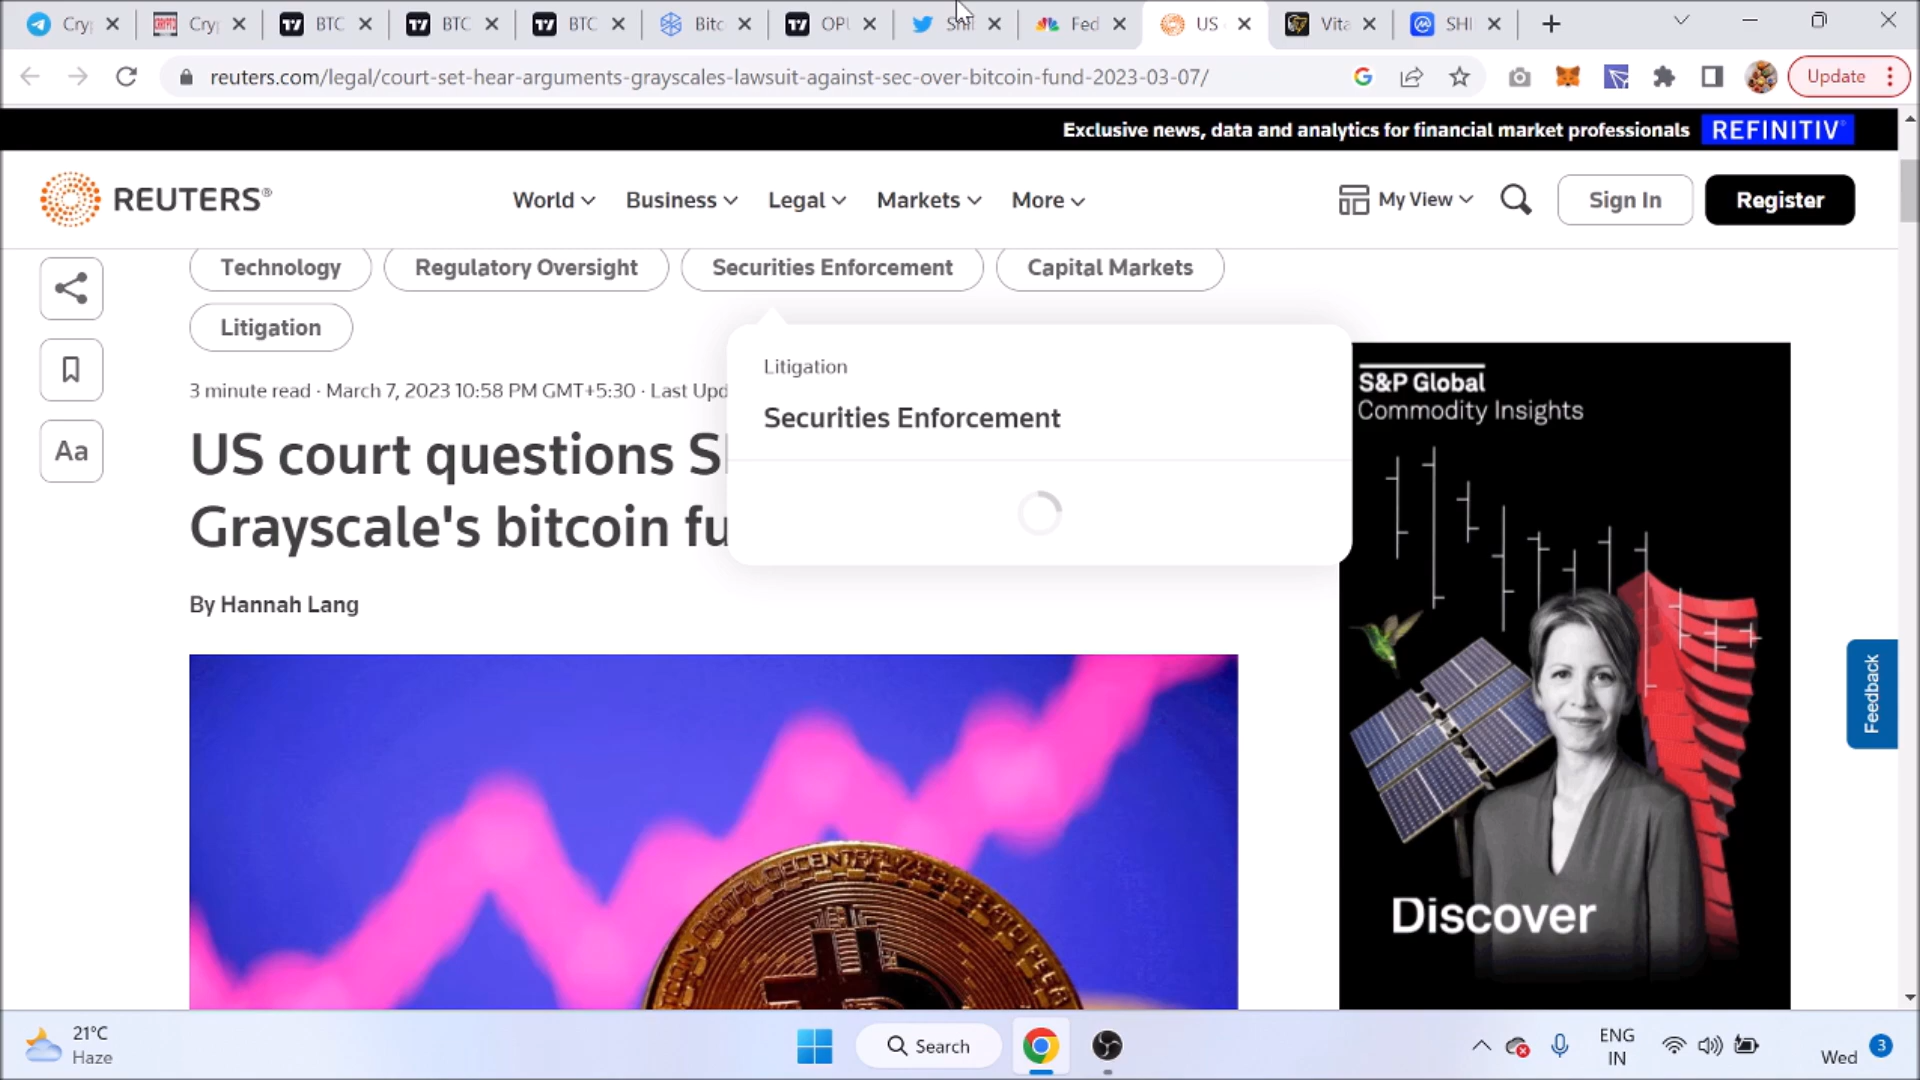 Cry
Cry
BTC
BTC
BTC
Bitc
OPU
SHI
Fed
US
Vita
SHI
reuters.com/legal/court-set-hear-arguments-grayscales-lawsuit-against-sec-over-bitcoin-fund-2023-03-07/
Update
Exclusive news, data and analytics for financial market professionals REFINITIV
REUTERS®
World
Business
Legal
Markets
More
My View
Sign In
Register
Technology
Regulatory Oversight
Securities Enforcement
Capital Markets
Litigation
3 minute read · March 7, 2023 10:58 PM GMT+5:30 · Last Upd
Litigation
Securities Enforcement
US court questions S
Grayscale's bitcoin fu
By Hannah Lang
Aa
S&P Global
Commodity Insights
Discover
Feedback
21°C
Haze
Search
ENG
IN
Wed
3